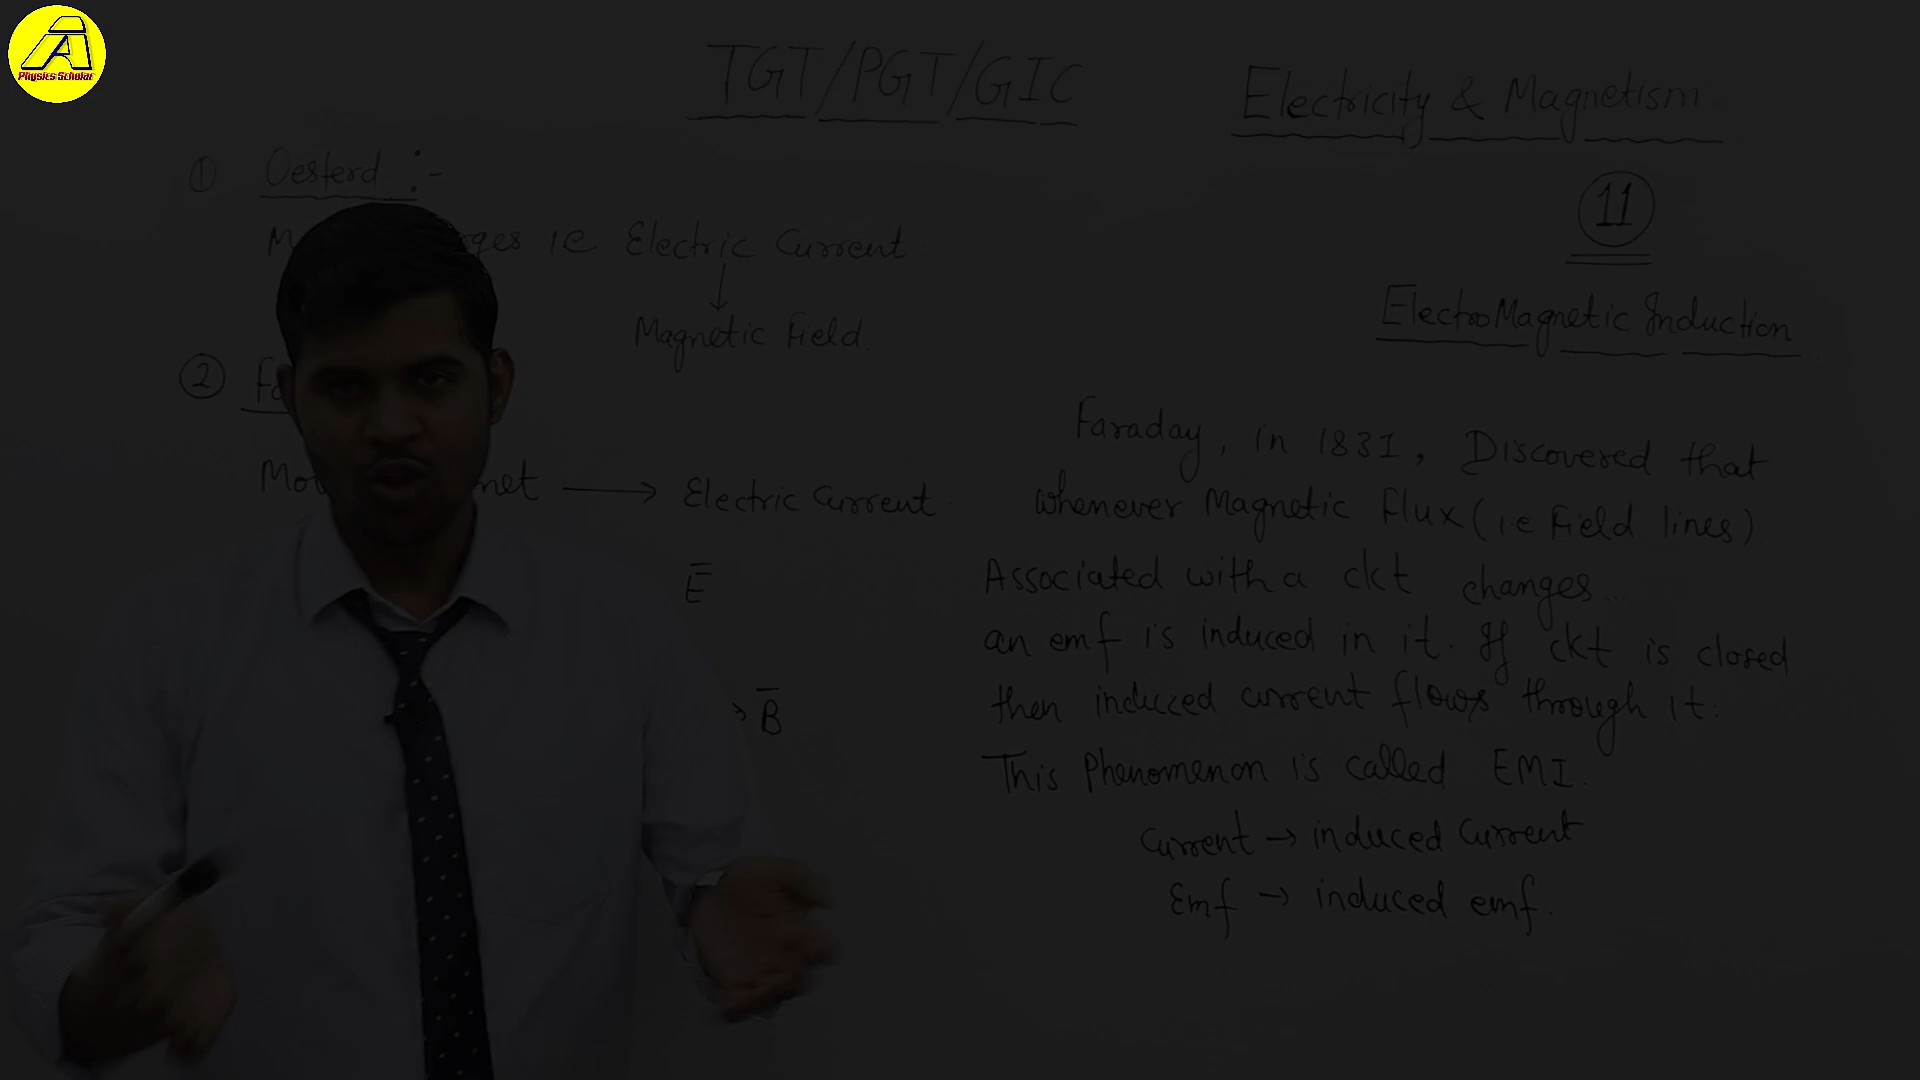 A
Physics Scholar
TGT/PGT/GIC
Electricity & Magnetism
11
① Oesterd :-
ges i.e Electric Current
↓
Magnetic Field.
ElectroMagnetic Induction
②
net → Electric Current
Ē
→ B̄
Faraday, in 1831, Discovered that
whenever Magnetic flux (i.e Field lines)
Associated with a ckt changes..
an emf is induced in it. If ckt is closed
then induced current flows through it.
This Phenomenon is called EMI.
Current → induced Current
Emf → induced emf.